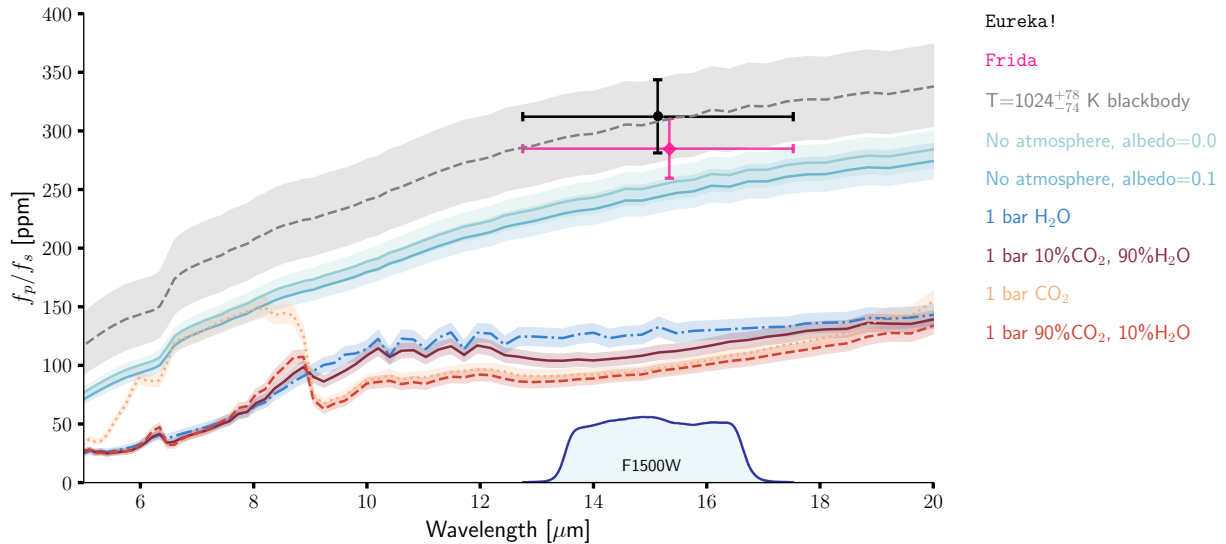 400
350
300
250
200
150
100
50
0
f_p/f_s [ppm]
6 8 10 12 14 16 18 20
Wavelength [μm]
F1500W
Eureka!
Frida
T=1024$^{+78}_{-74}$ K blackbody
No atmosphere, albedo=0.0
No atmosphere, albedo=0.1
1 bar H₂O
1 bar 10%CO₂, 90%H₂O
1 bar CO₂
1 bar 90%CO₂, 10%H₂O